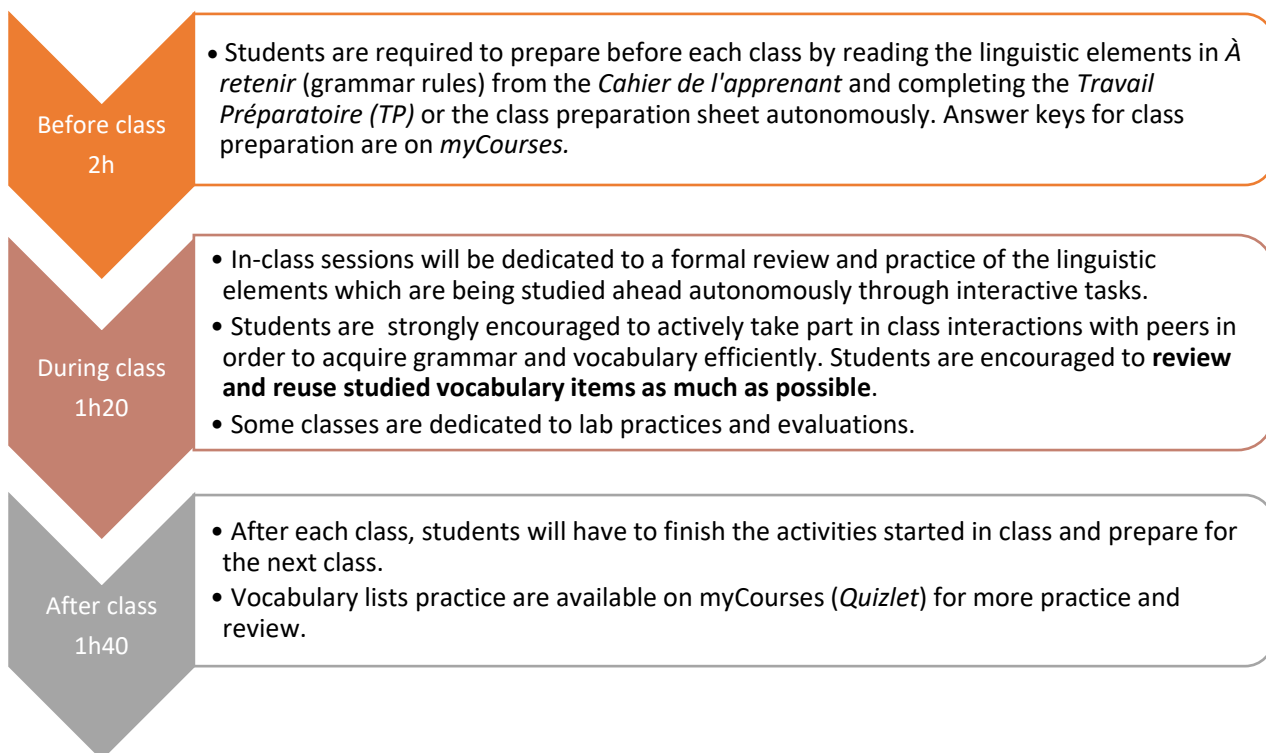 Before class
2h
• Students are required to prepare before each class by reading the linguistic elements in À
retenir (grammar rules) from the Cahier de l'apprenant and completing the Travail
Préparatoire (TP) or the class preparation sheet autonomously. Answer keys for class
preparation are on myCourses.
During class
1h20
• In-class sessions will be dedicated to a formal review and practice of the linguistic
elements which are being studied ahead autonomously through interactive tasks.
• Students are strongly encouraged to actively take part in class interactions with peers in
order to acquire grammar and vocabulary efficiently. Students are encouraged to review
and reuse studied vocabulary items as much as possible.
• Some classes are dedicated to lab practices and evaluations.
After class
1h40
• After each class, students will have to finish the activities started in class and prepare for
the next class.
• Vocabulary lists practice are available on myCourses (Quizlet) for more practice and
review.